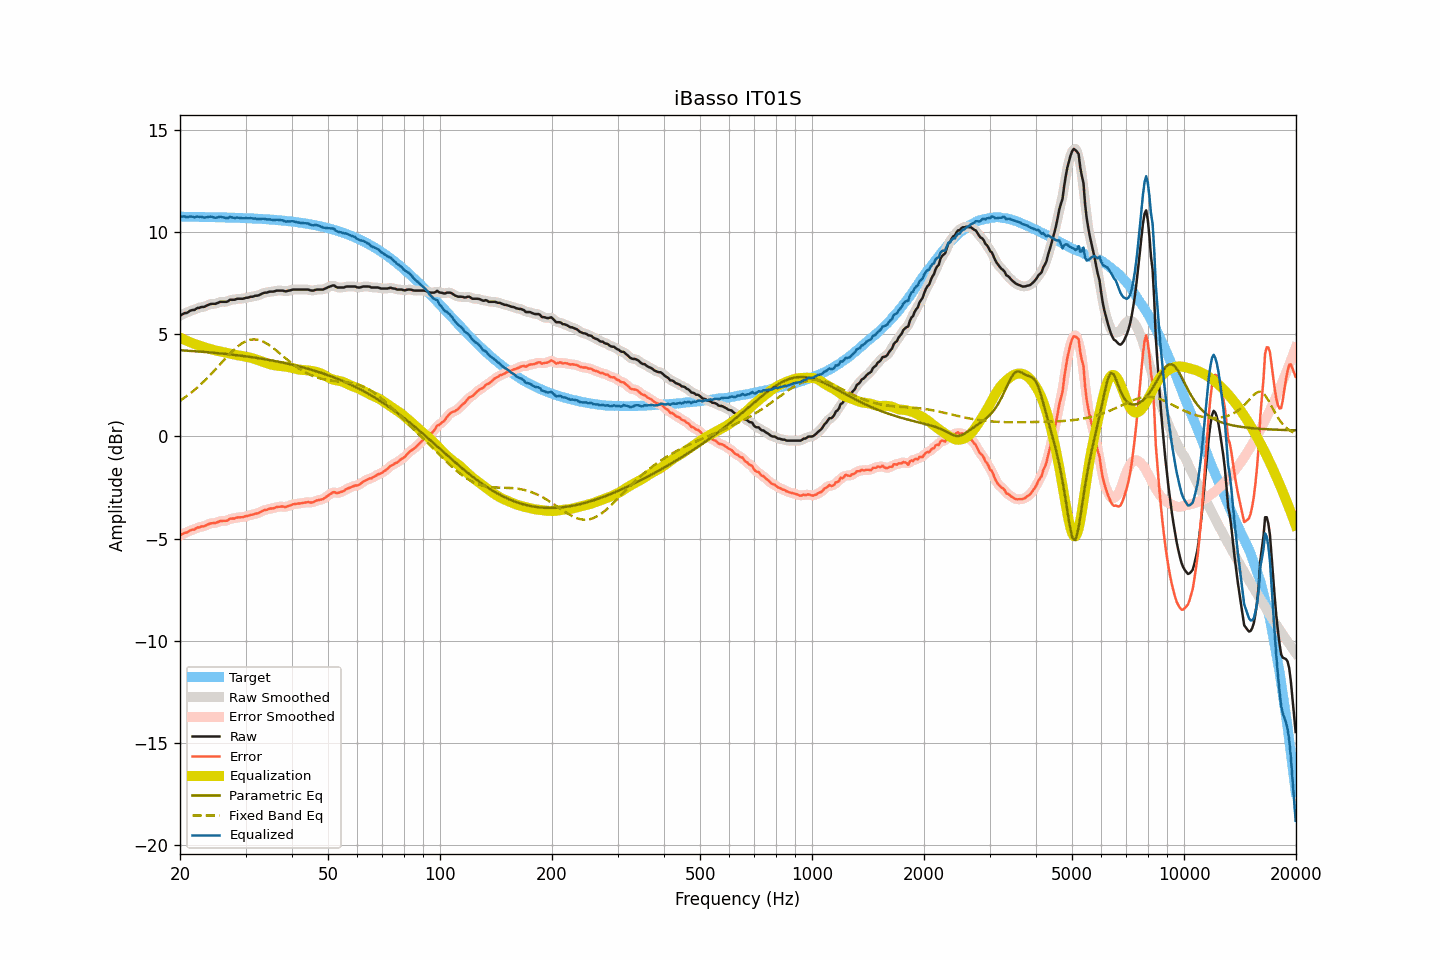 iBasso IT01S
15
10
5
0
−5
−10
−15
−20
Amplitude (dBr)
Target
Raw Smoothed
Error Smoothed
Raw
Error
Equalization
Parametric Eq
Fixed Band Eq
Equalized
20 50 100 200 500 1000 2000 5000 10000 20000
Frequency (Hz)